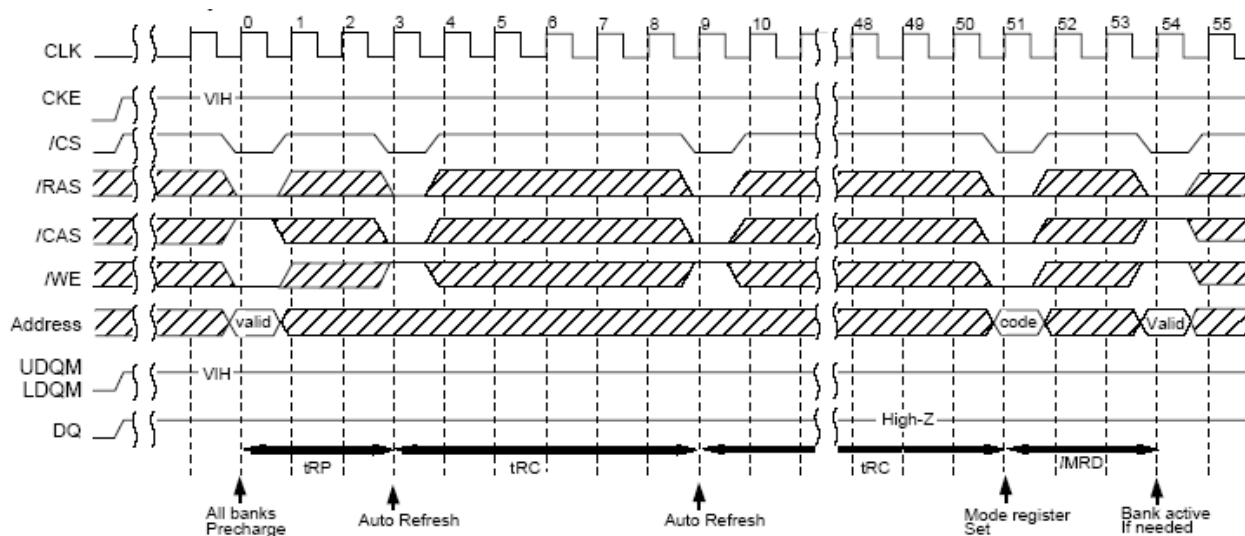 0 1 2 3 4 5 6 7 8 9 10 48 49 50 51 52 53 54 55
CLK
CKE VIH
/CS
/RAS
/CAS
/WE
Address valid code Valid
UDQM
LDQM VIH
DQ High-Z
tRP tRC tRC lMRD
All banks
Precharge
Auto Refresh
Auto Refresh
Mode register
Set
Bank active
If needed